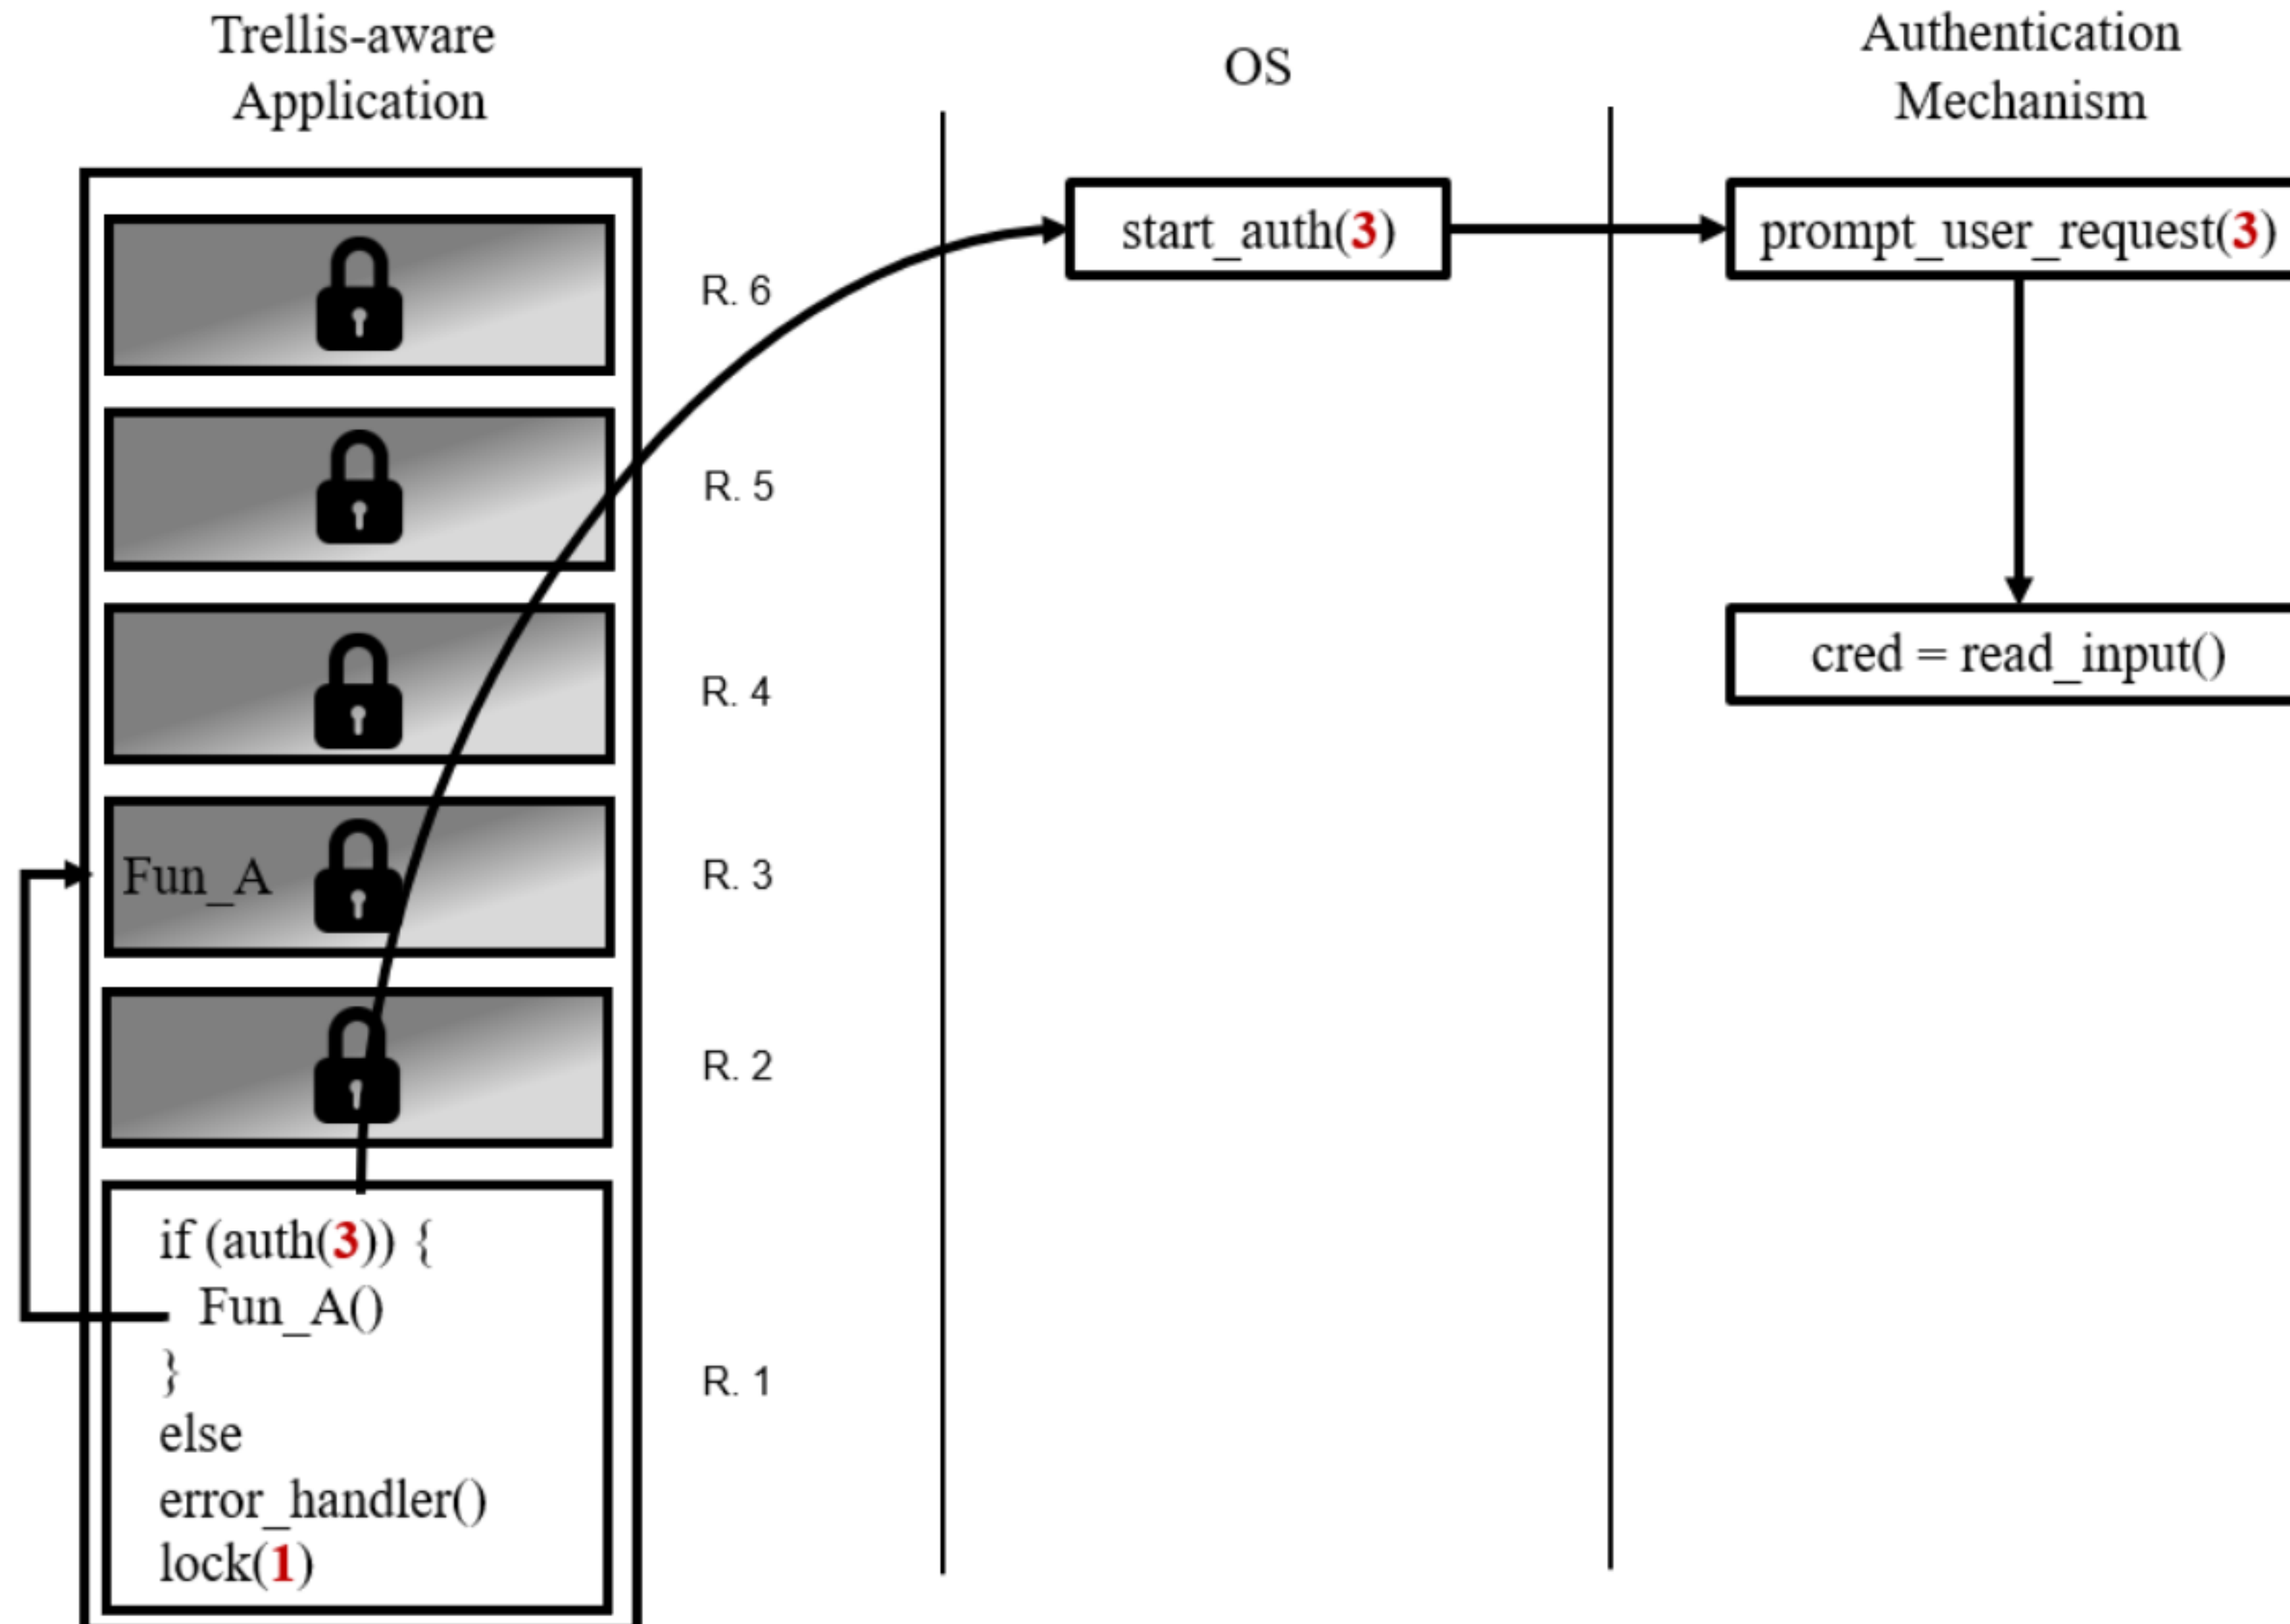 Trellis-aware
Application
OS
Authentication
Mechanism
start_auth(3)
prompt_user_request(3)
R. 6
R. 5
cred = read_input()
R. 4
Fun_A
R. 3
R. 2
if (auth(3)) {
Fun_A()
}
else
error_handler()
lock(1)
R. 1